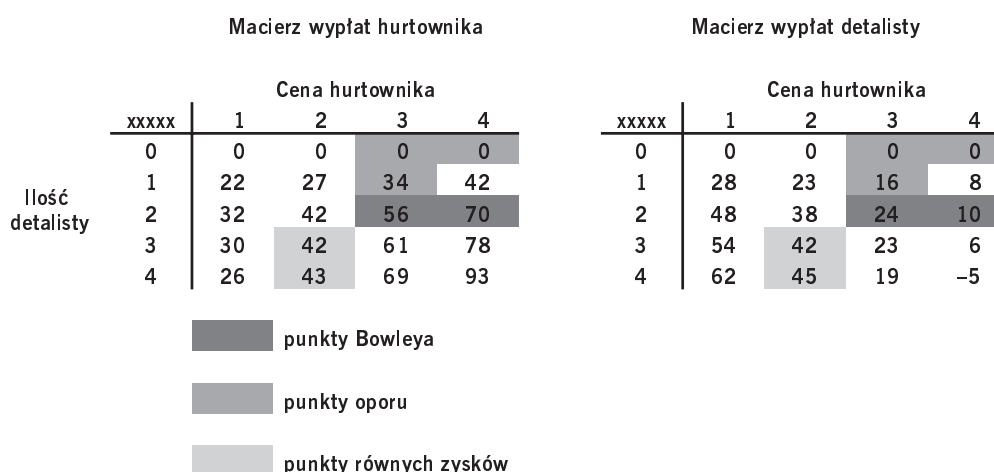 Macierz wypłat hurtownika Macierz wypłat detalisty
Cena hurtownika Cena hurtownika
xxxxx 1 2 3 4 xxxxx 1 2 3 4
0 0 0 0 0 0 0 0 0 0
1 22 27 34 42 1 28 23 16 8
Ilość detalisty
2 32 42 56 70 2 48 38 24 10
3 30 42 61 78 3 54 42 23 6
4 26 43 69 93 4 62 45 19 –5
punkty Bowleya
punkty oporu
punkty równych zysków